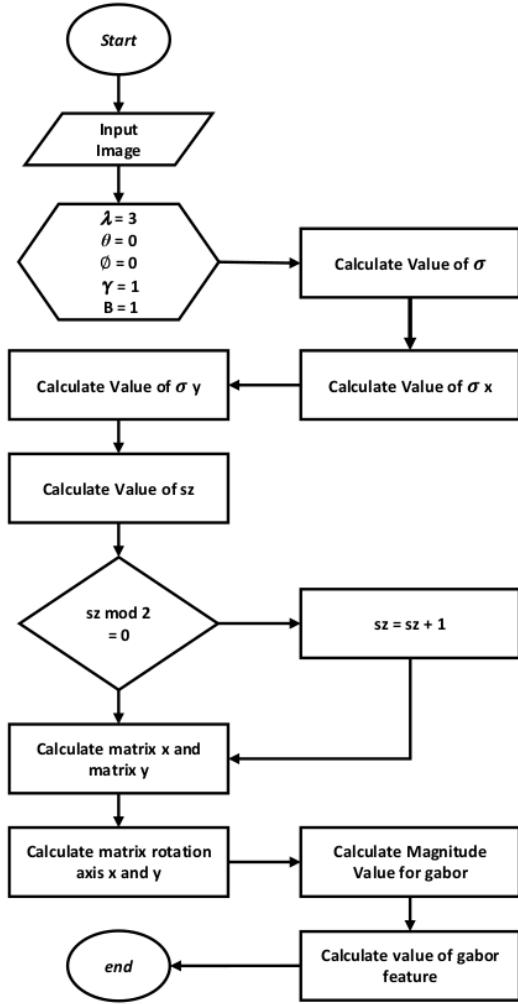 Start
Input
Image
λ = 3
θ = 0
∅ = 0
γ = 1
B = 1
Calculate Value of σ
Calculate Value of σ x
Calculate Value of σ y
Calculate Value of sz
sz mod 2
= 0
sz = sz + 1
Calculate matrix x and
matrix y
Calculate matrix rotation
axis x and y
Calculate Magnitude
Value for gabor
Calculate value of gabor
feature
end